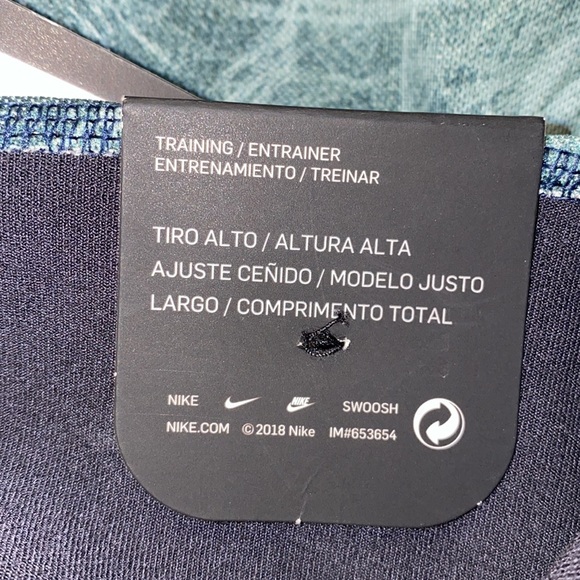 TRAINING / ENTRAINER
ENTRENAMIENTO / TREINAR
TIRO ALTO / ALTURA ALTA
AJUSTE CEÑIDO / MODELO JUSTO
LARGO / COMPRIMENTO TOTAL
NIKE NIKE SWOOSH
NIKE.COM © 2018 Nike IM#653654